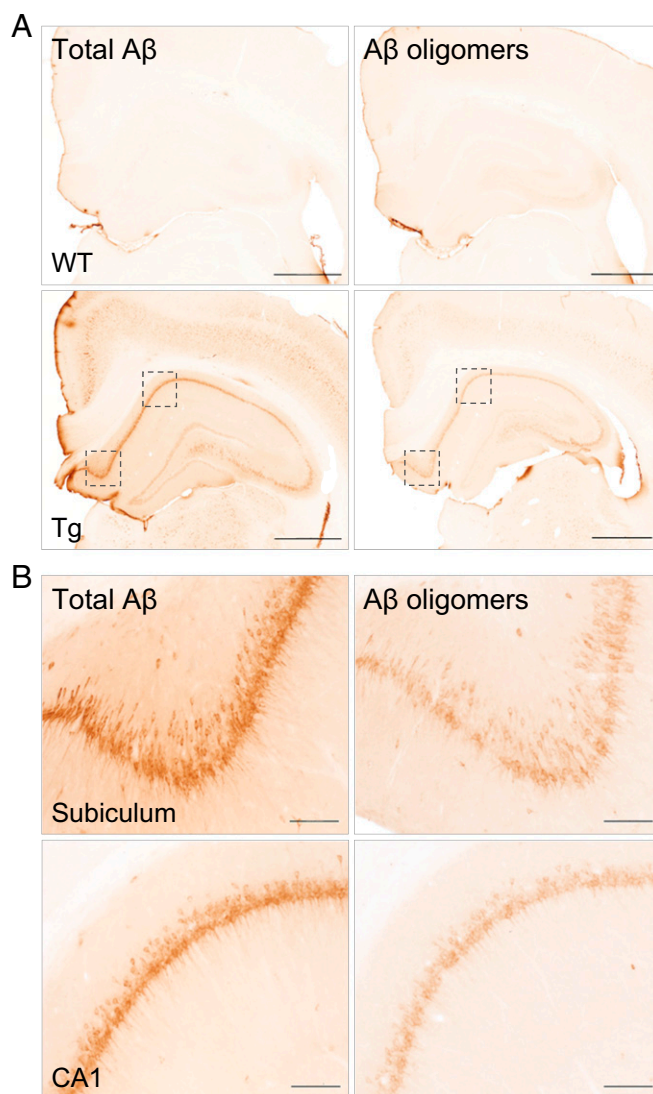 A
Total Aβ
Aβ oligomers
WT
Tg
B
Total Aβ
Aβ oligomers
Subiculum
CA1